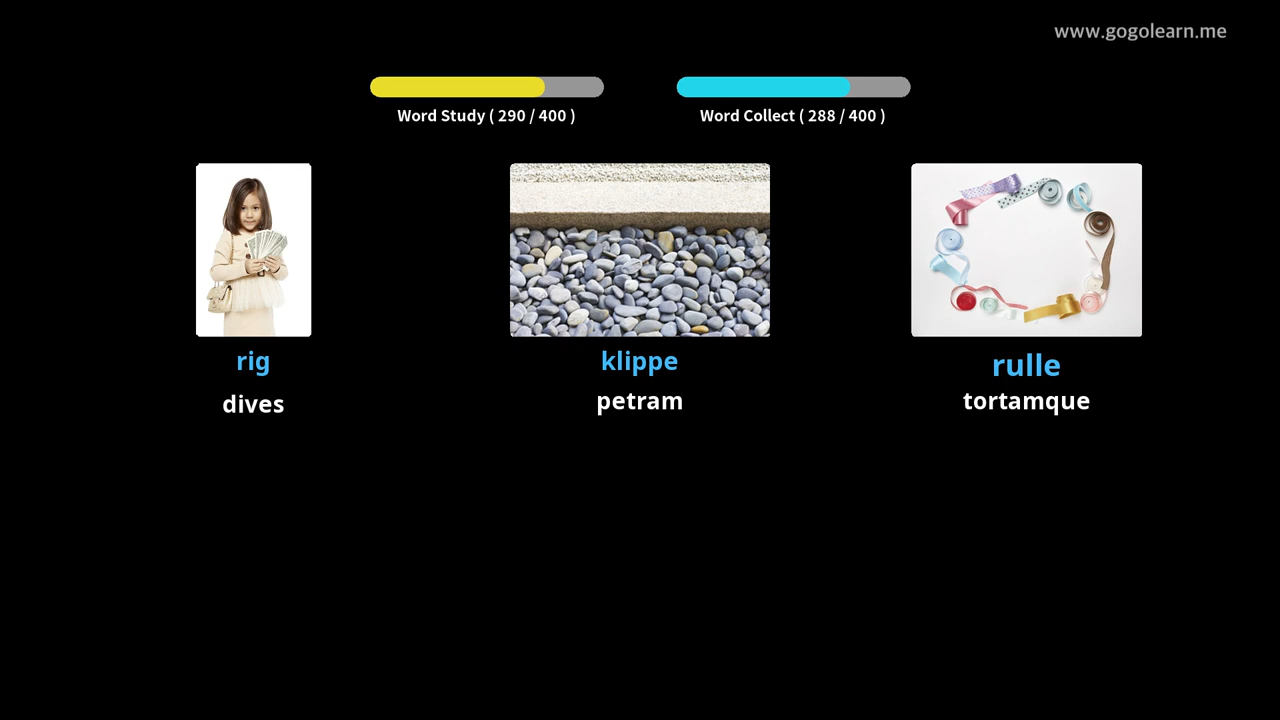 www.gogolearn.me
Word Study ( 290 / 400 )
Word Collect ( 288 / 400 )
rig
dives
klippe
petram
rulle
tortamque